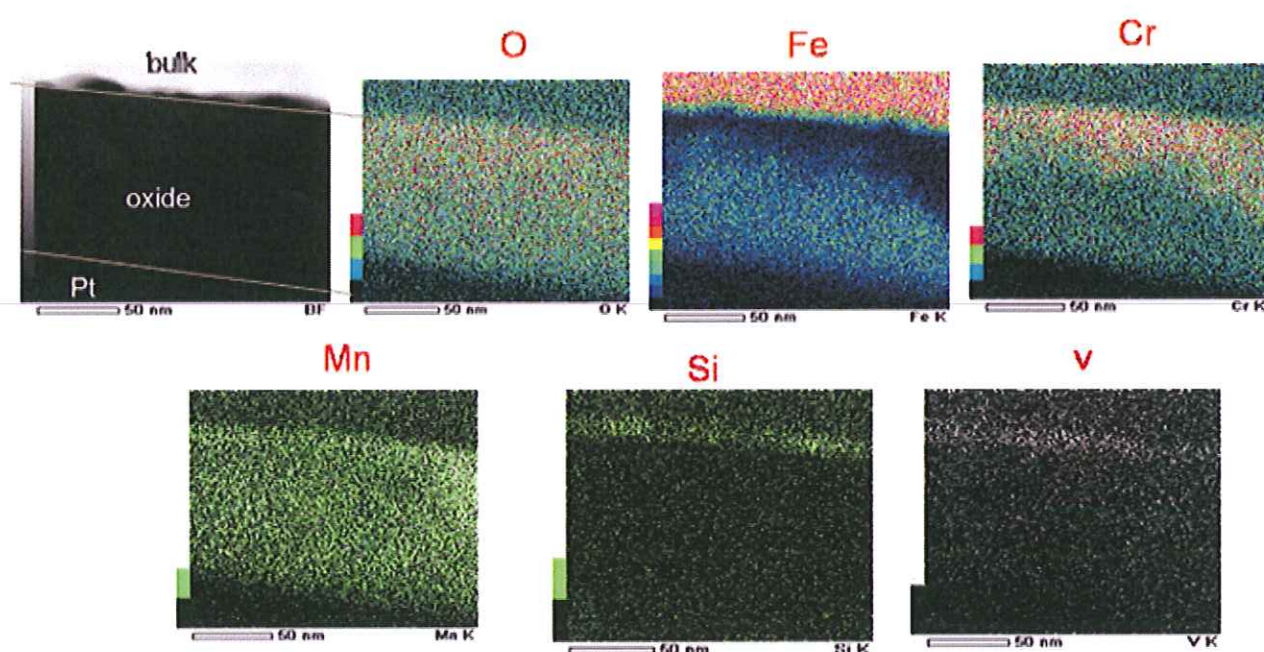 O
Fe
Cr
bulk
oxide
Pt
50 nm
BF
50 nm
O K
50 nm
Fe K
50 nm
Cr K
Mn
Si
V
50 nm
Mn K
50 nm
Si K
50 nm
V K